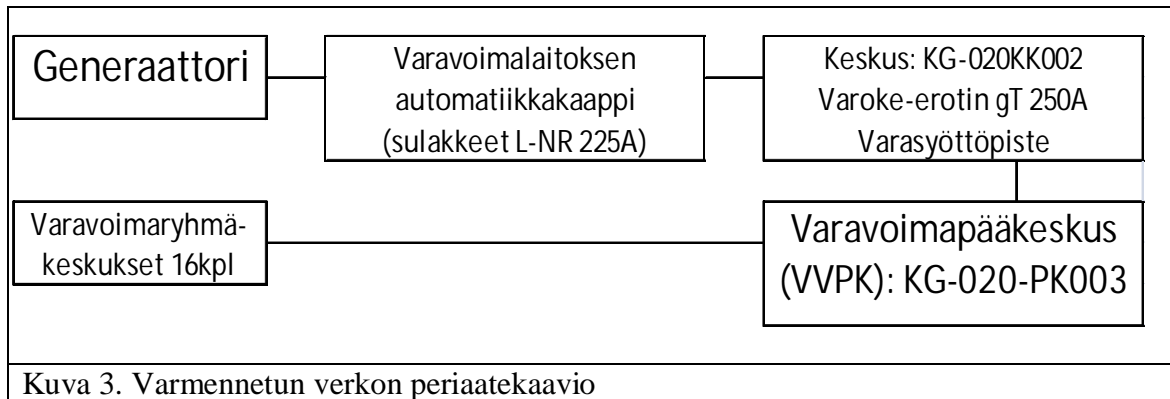 Generaattori
Varavoimalaitoksen
automatiikkakaappi
(sulakkeet L-NR 225A)
Keskus: KG-020KK002
Varoke-erotin gT 250A
Varasyöttöpiste
Varavoimaryhmä-
keskukset 16kpl
Varavoimapääkeskus
(VVPK): KG-020-PK003
Kuva 3. Varmennetun verkon periaatekaavio